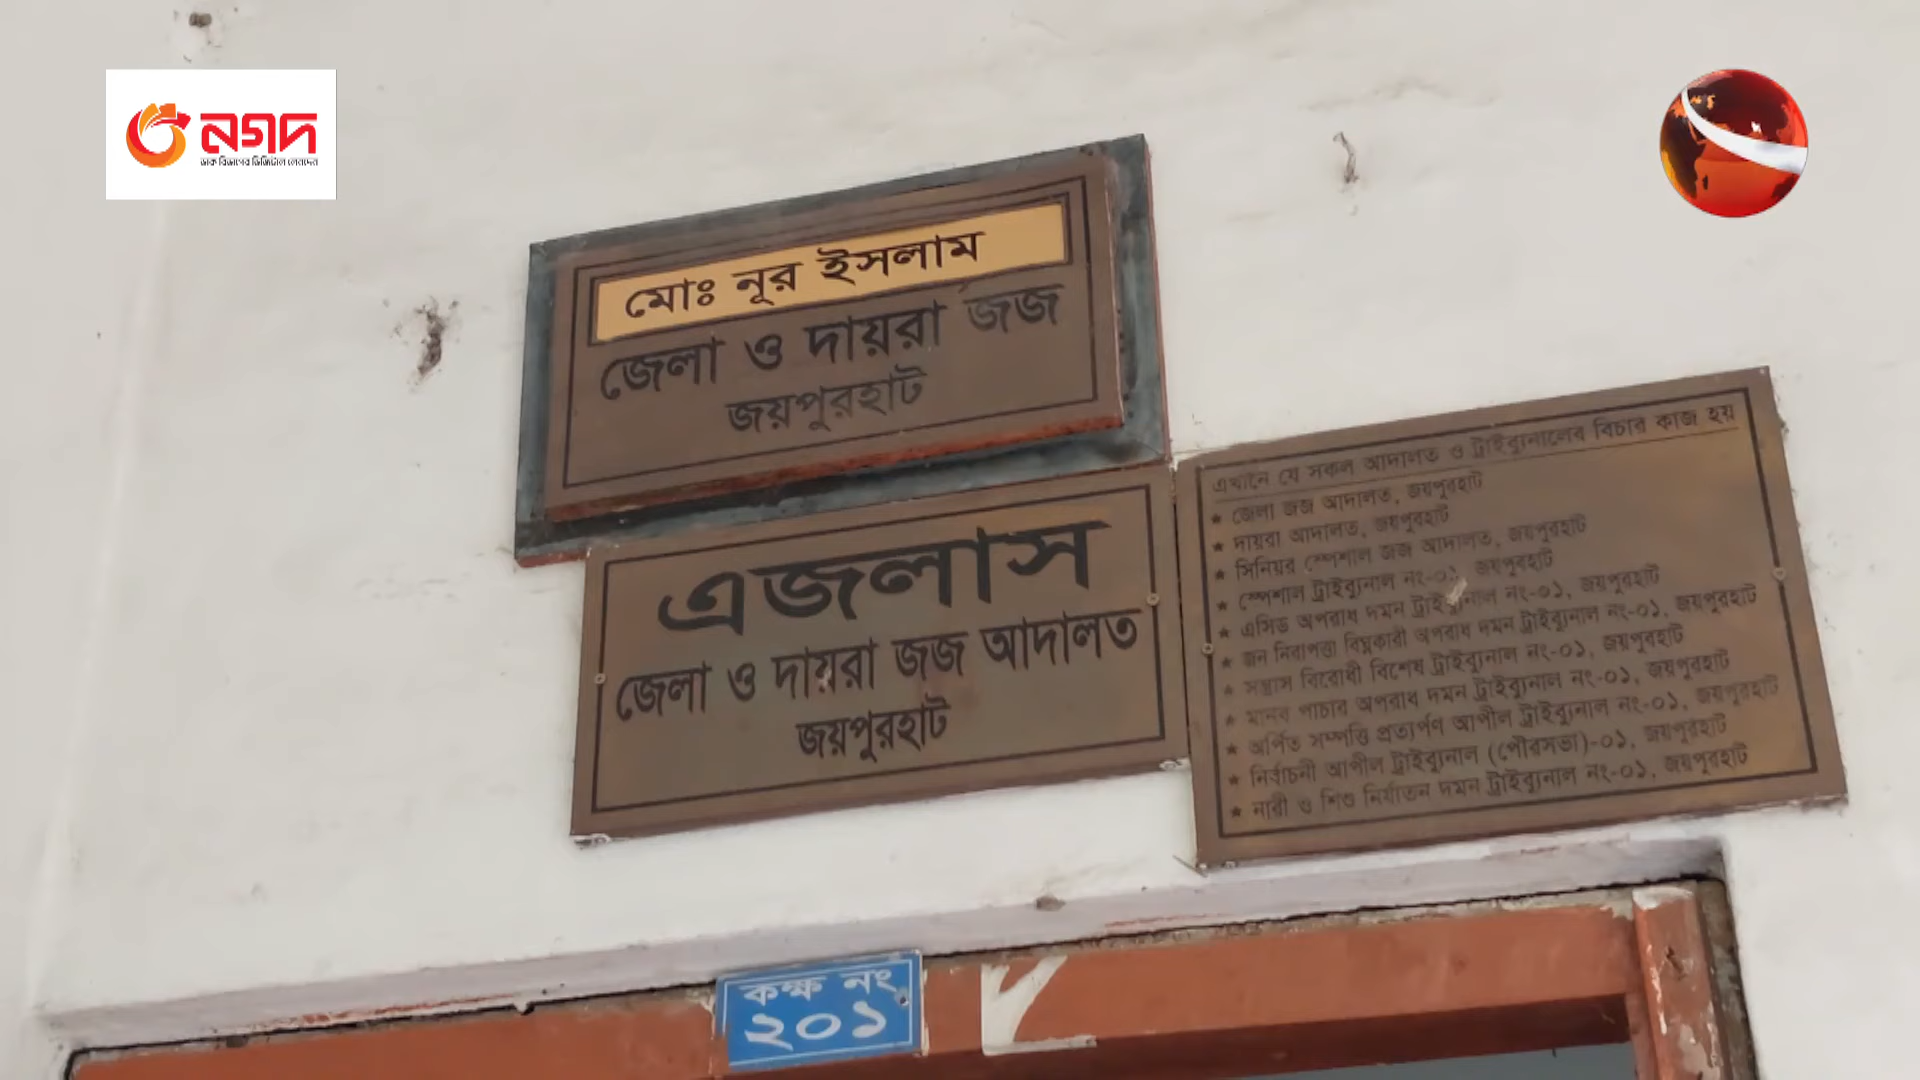 নগদ
ডাক বিভাগের ডিজিটাল লেনদেন
মোঃ নূর ইসলাম
জেলা ও দায়রা জজ
জয়পুরহাট
এজলাস
জেলা ও দায়রা জজ আদালত
জয়পুরহাট
এখানে যে সকল আদালত ও ট্রাইব্যুনালের বিচার কাজ হয়
★ জেলা জজ আদালত, জয়পুরহাট
★ দায়রা আদালত, জয়পুরহাট
★ সিনিয়র স্পেশাল জজ আদালত, জয়পুরহাট
★ স্পেশাল ট্রাইব্যুনাল নং-০১, জয়পুরহাট
★ এসিড অপরাধ দমন ট্রাইব্যুনাল নং-০১, জয়পুরহাট
★ জন নিরাপত্তা বিঘ্নকারী অপরাধ দমন ট্রাইব্যুনাল নং-০১, জয়পুরহাট
★ সন্ত্রাস বিরোধী বিশেষ ট্রাইব্যুনাল নং-০১, জয়পুরহাট
★ মানব পাচার অপরাধ দমন ট্রাইব্যুনাল নং-০১, জয়পুরহাট
★ অর্পিত সম্পত্তি প্রত্যর্পণ আপীল ট্রাইব্যুনাল নং-০১, জয়পুরহাট
★ নির্বাচনী আপীল ট্রাইব্যুনাল (পৌরসভা)-০১, জয়পুরহাট
★ নারী ও শিশু নির্যাতন দমন ট্রাইব্যুনাল নং-০১, জয়পুরহাট
কক্ষ নং
২০১